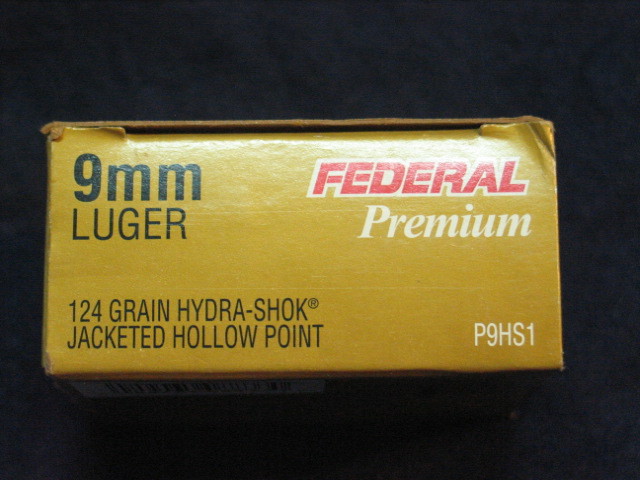 9mm
LUGER
FEDERAL
Premium
124 GRAIN HYDRA-SHOK®
JACKETED HOLLOW POINT
P9HS1